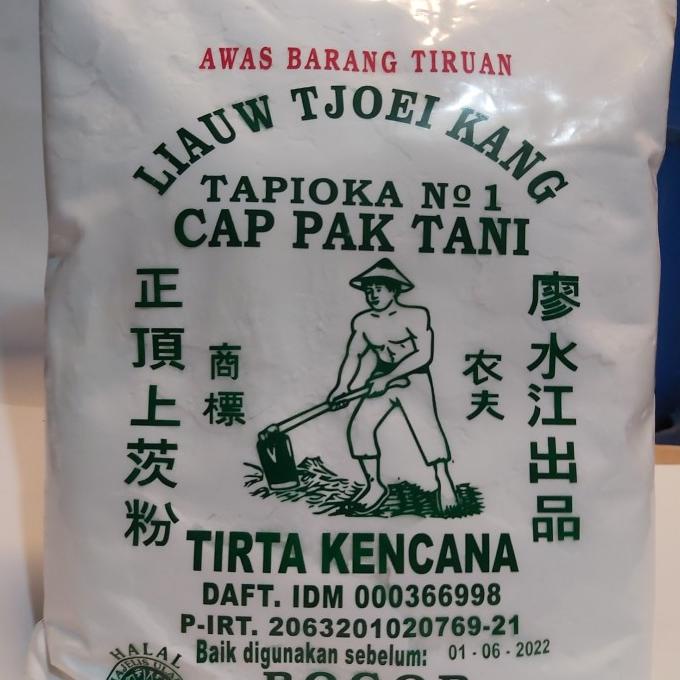 AWAS BARANG TIRUAN
LIAUW TJOEI KANG
TAPIOKA No 1
CAP PAK TANI
正頂上茨粉
商標
农夫
廖水江出品
TIRTA KENCANA
DAFT. IDM 000366998
P-IRT. 2063201020769-21
Baik digunakan sebelum: 01 - 06 - 2022
HALAL
BOGOR